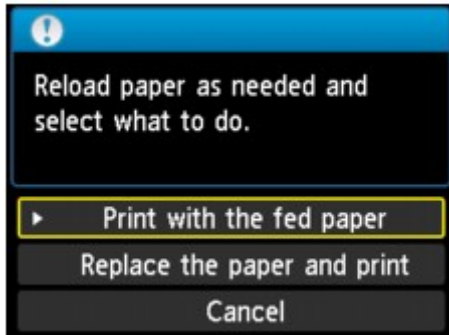 Reload paper as needed and
select what to do.
Print with the fed paper
Replace the paper and print
Cancel